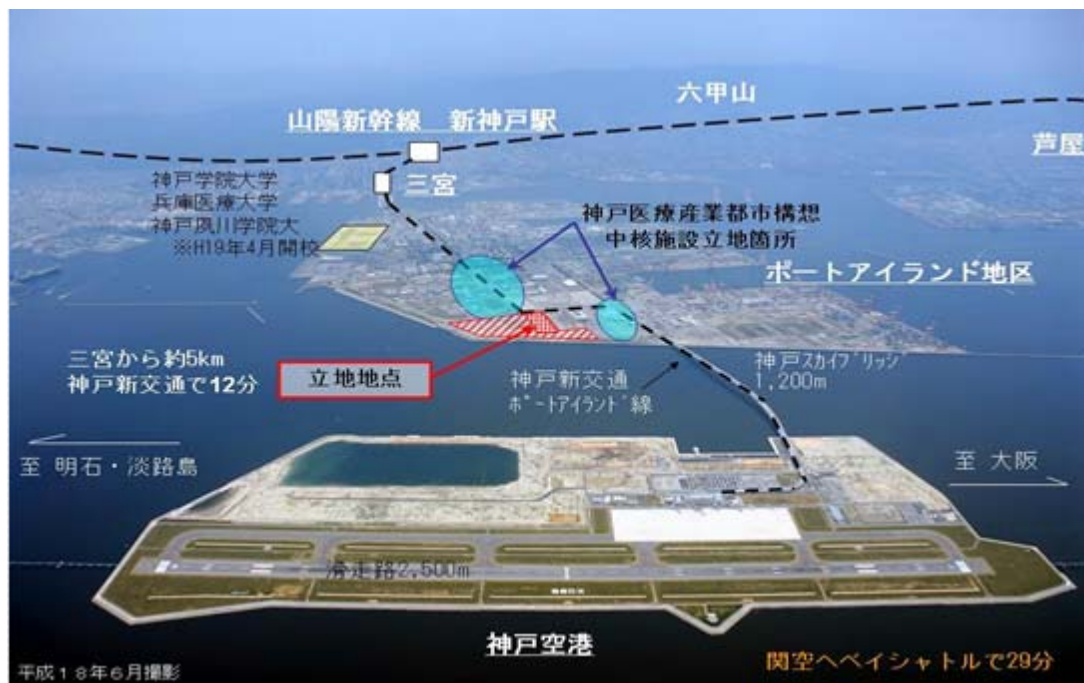 六甲山
山陽新幹線　新神戸駅
芦屋
三宮
神戸学院大学
兵庫医療大学
神戸夙川学院大
※H19年4月開校
神戸医療産業都市構想
中核施設立地箇所
ポートアイランド地区
三宮から約5km
神戸新交通で12分
立地地点
神戸新交通
ﾎﾟｰﾄｱｲﾗﾝﾄﾞ線
神戸ｽｶｲﾌﾞﾘｯｼﾞ
1,200m
至 明石・淡路島
至 大阪
滑走路2,500m
神戸空港
平成18年6月撮影
関空へベイシャトルで29分